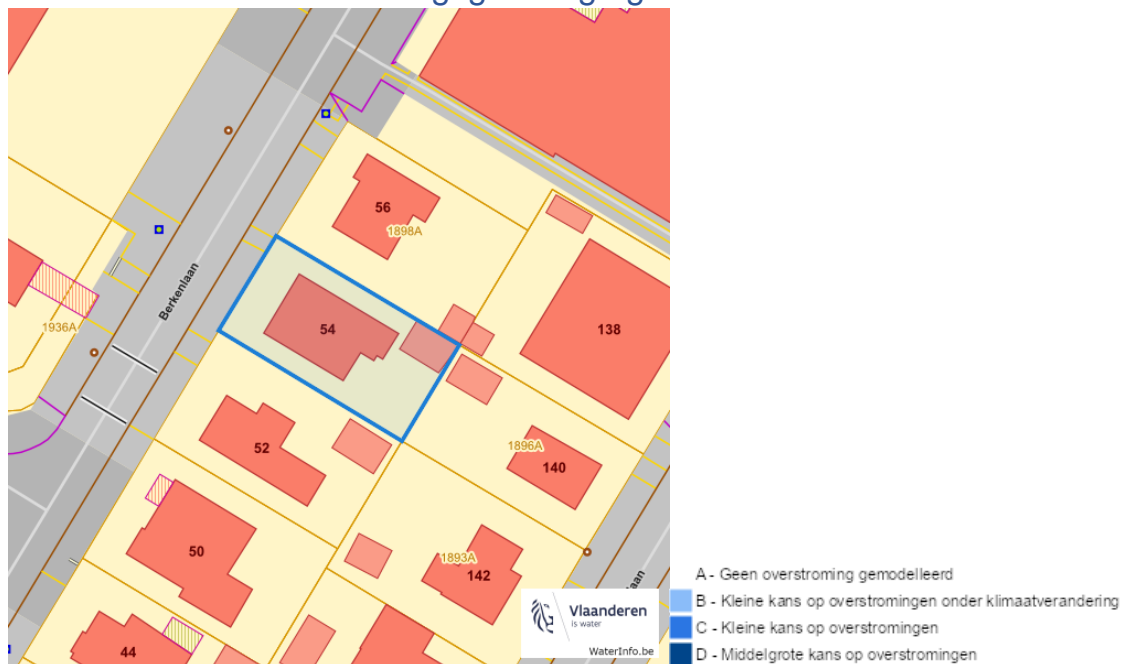 56
1898A
Berkenlaan
54
138
1936A
52
1896A
140
50
1893A
142
44
Vlaanderen
is water
WaterInfo.be
A - Geen overstroming gemodelleerd
B - Kleine kans op overstromingen onder klimaatverandering
C - Kleine kans op overstromingen
D - Middelgrote kans op overstromingen